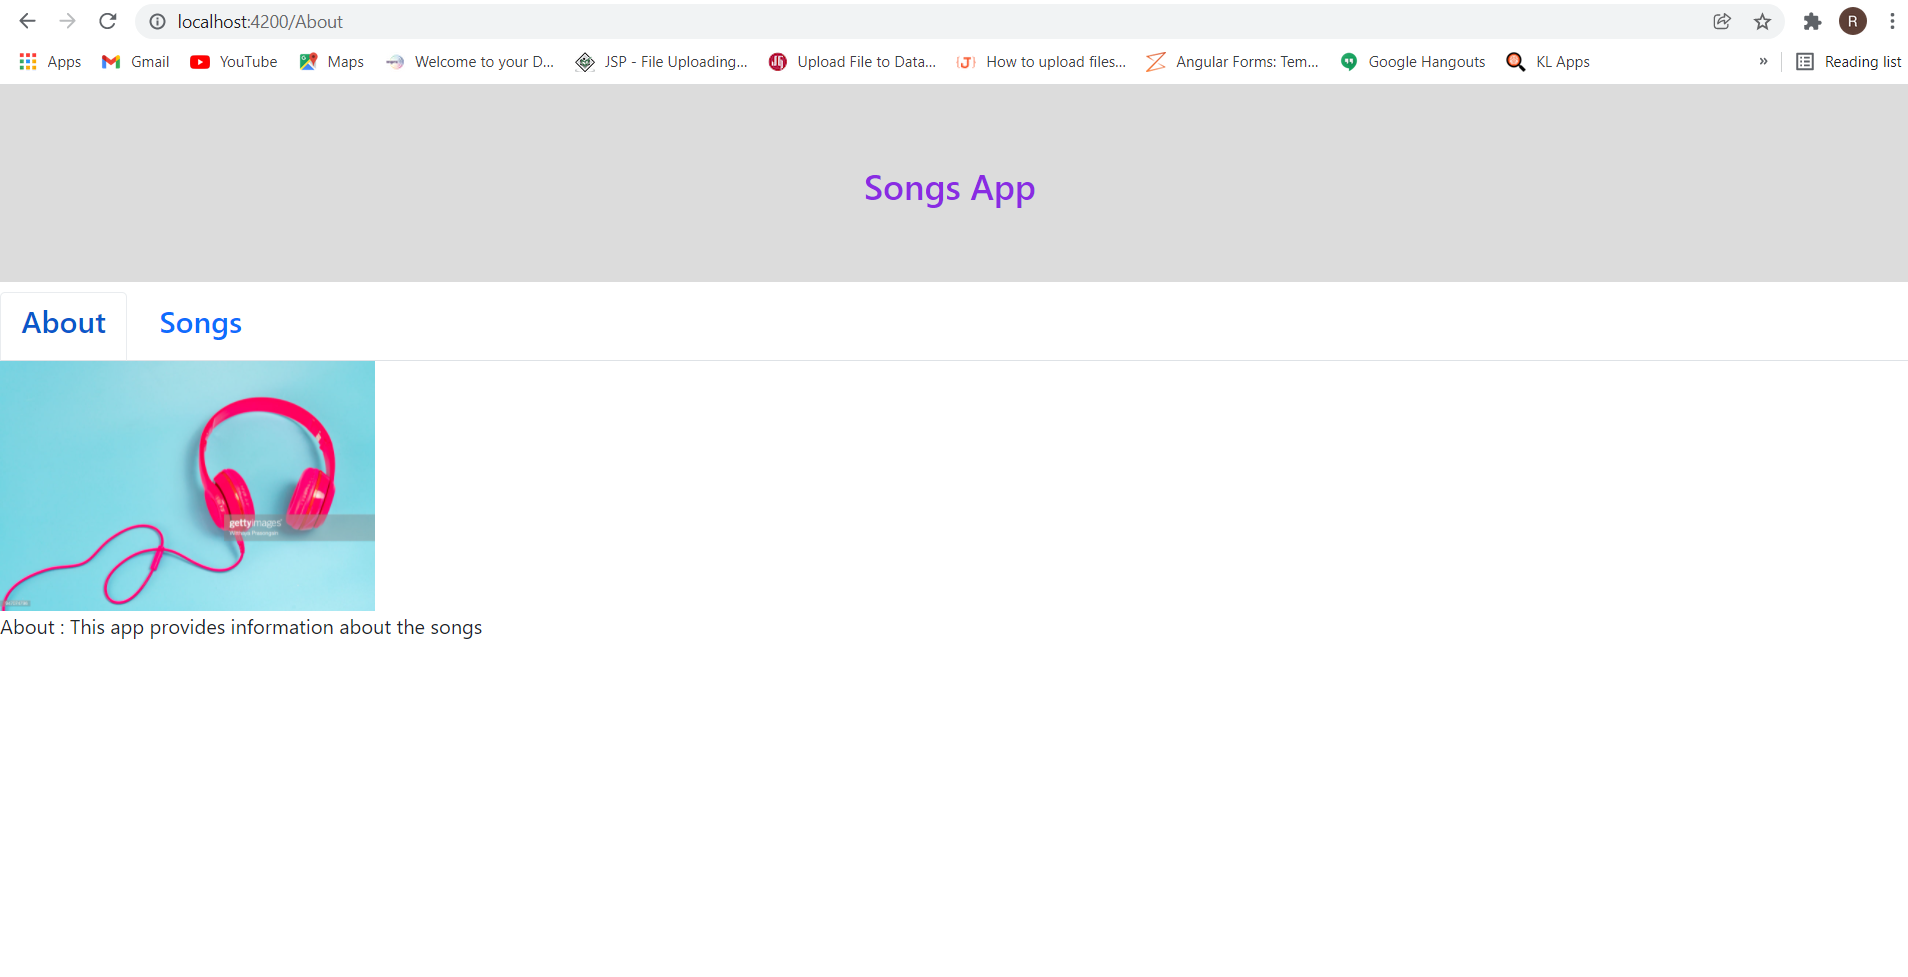 localhost:4200/About
R
Apps Gmail YouTube Maps Welcome to your D... JSP - File Uploading... Upload File to Data... How to upload files... Angular Forms: Tem... Google Hangouts KL Apps » Reading list
Songs App
About Songs
gettyimages
About : This app provides information about the songs